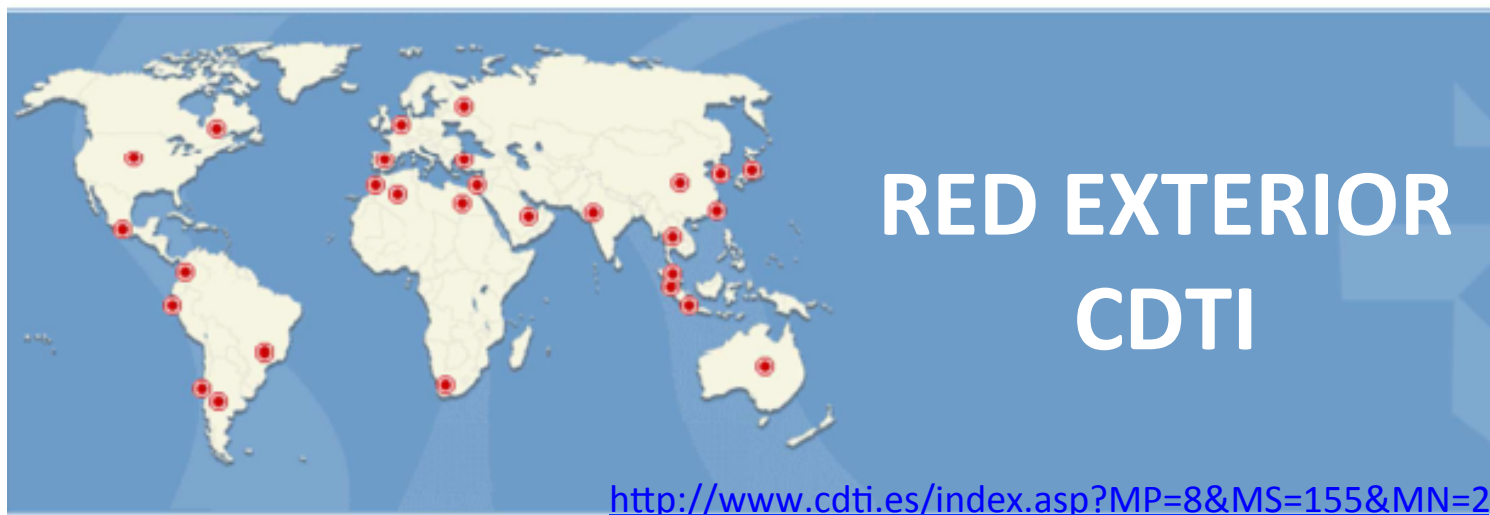 RED EXTERIOR
CDTI
http://www.cdti.es/index.asp?MP=8&MS=155&MN=2